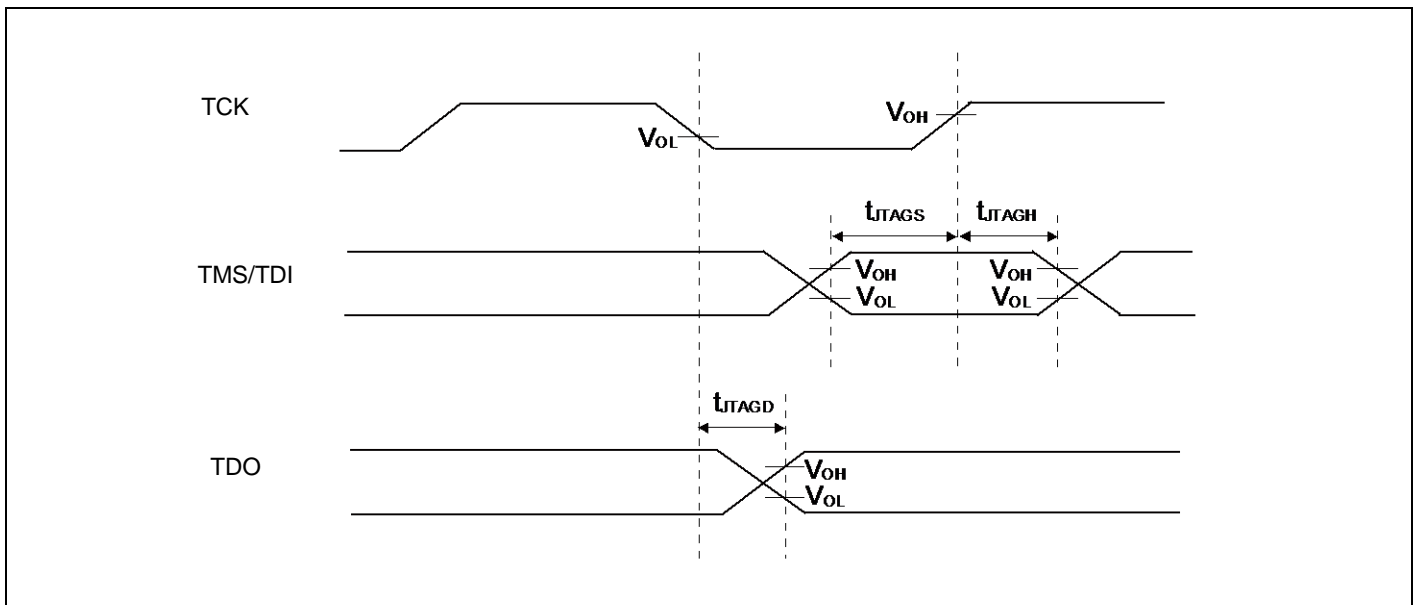 TCK
VOL
VOH
tJTAGS
tJTAGH
TMS/TDI
VOH
VOH
VOL
VOL
tJTAGD
TDO
VOH
VOL